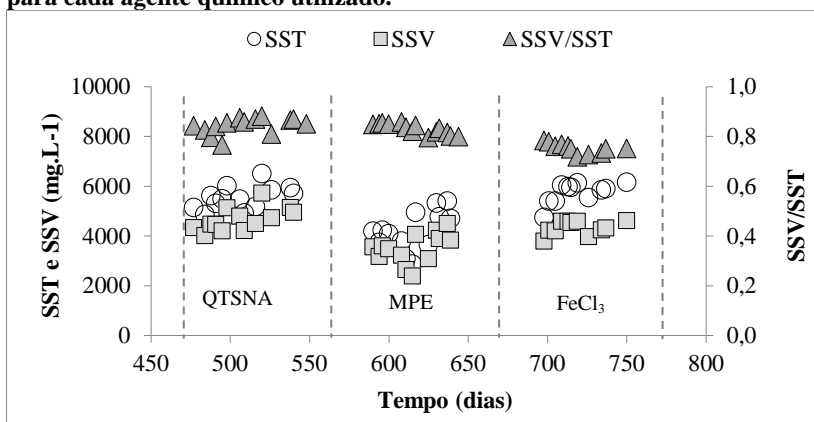 para cada agente químico utilizado.
SST SSV SSV/SST
10000 1,0
8000 0,8
6000 0,6
4000 0,4
2000 0,2
0 0,0
SST e SSV (mg.L-1)
SSV/SST
QTSNA MPE FeCl₃
450 500 550 600 650 700 750 800
Tempo (dias)